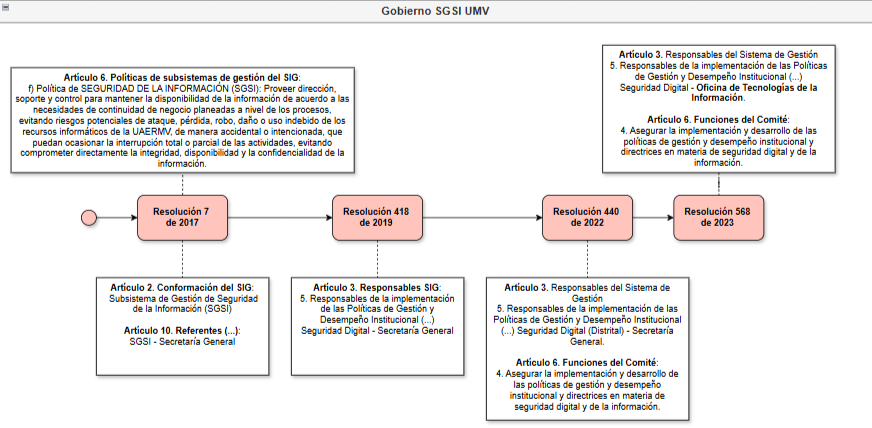 Gobierno SGSI UMV
Artículo 6. Políticas de subsistemas de gestión del SIG:
f) Política de SEGURIDAD DE LA INFORMACIÓN (SGSI): Proveer dirección,
soporte y control para mantener la disponibilidad de la información de acuerdo a las
necesidades de continuidad de negocio planeadas a nivel de los procesos,
evitando riesgos potenciales de ataque, pérdida, robo, daño o uso indebido de los
recursos informáticos de la UAERMV, de manera accidental o intencionada, que
puedan ocasionar la interrupción total o parcial de las actividades, evitando
comprometer directamente la integridad, disponibilidad y la confidencialidad de la
información.
Artículo 3. Responsables del Sistema de Gestión
5. Responsables de la implementación de las Políticas
de Gestión y Desempeño Institucional (...)
Seguridad Digital - Oficina de Tecnologías de la
Información.
Artículo 6. Funciones del Comité:
4. Asegurar la implementación y desarrollo de las
políticas de gestión y desempeño institucional y
directrices en materia de seguridad digital y de la
información.
Resolución 7
de 2017
Resolución 418
de 2019
Resolución 440
de 2022
Resolución 568
de 2023
Artículo 2. Conformación del SIG:
Subsistema de Gestión de Seguridad
de la Información (SGSI)
Artículo 10. Referentes (...):
SGSI - Secretaría General
Artículo 3. Responsables SIG:
5. Responsables de la implementación
de las Políticas de Gestión y
Desempeño Institucional (...)
Seguridad Digital - Secretaría General
Artículo 3. Responsables del Sistema de
Gestión
5. Responsables de la implementación de las
Políticas de Gestión y Desempeño Institucional
(...) Seguridad Digital (Distrital) - Secretaría
General.
Artículo 6. Funciones del Comité:
4. Asegurar la implementación y desarrollo de
las políticas de gestión y desempeño
institucional y directrices en materia de
seguridad digital y de la información.